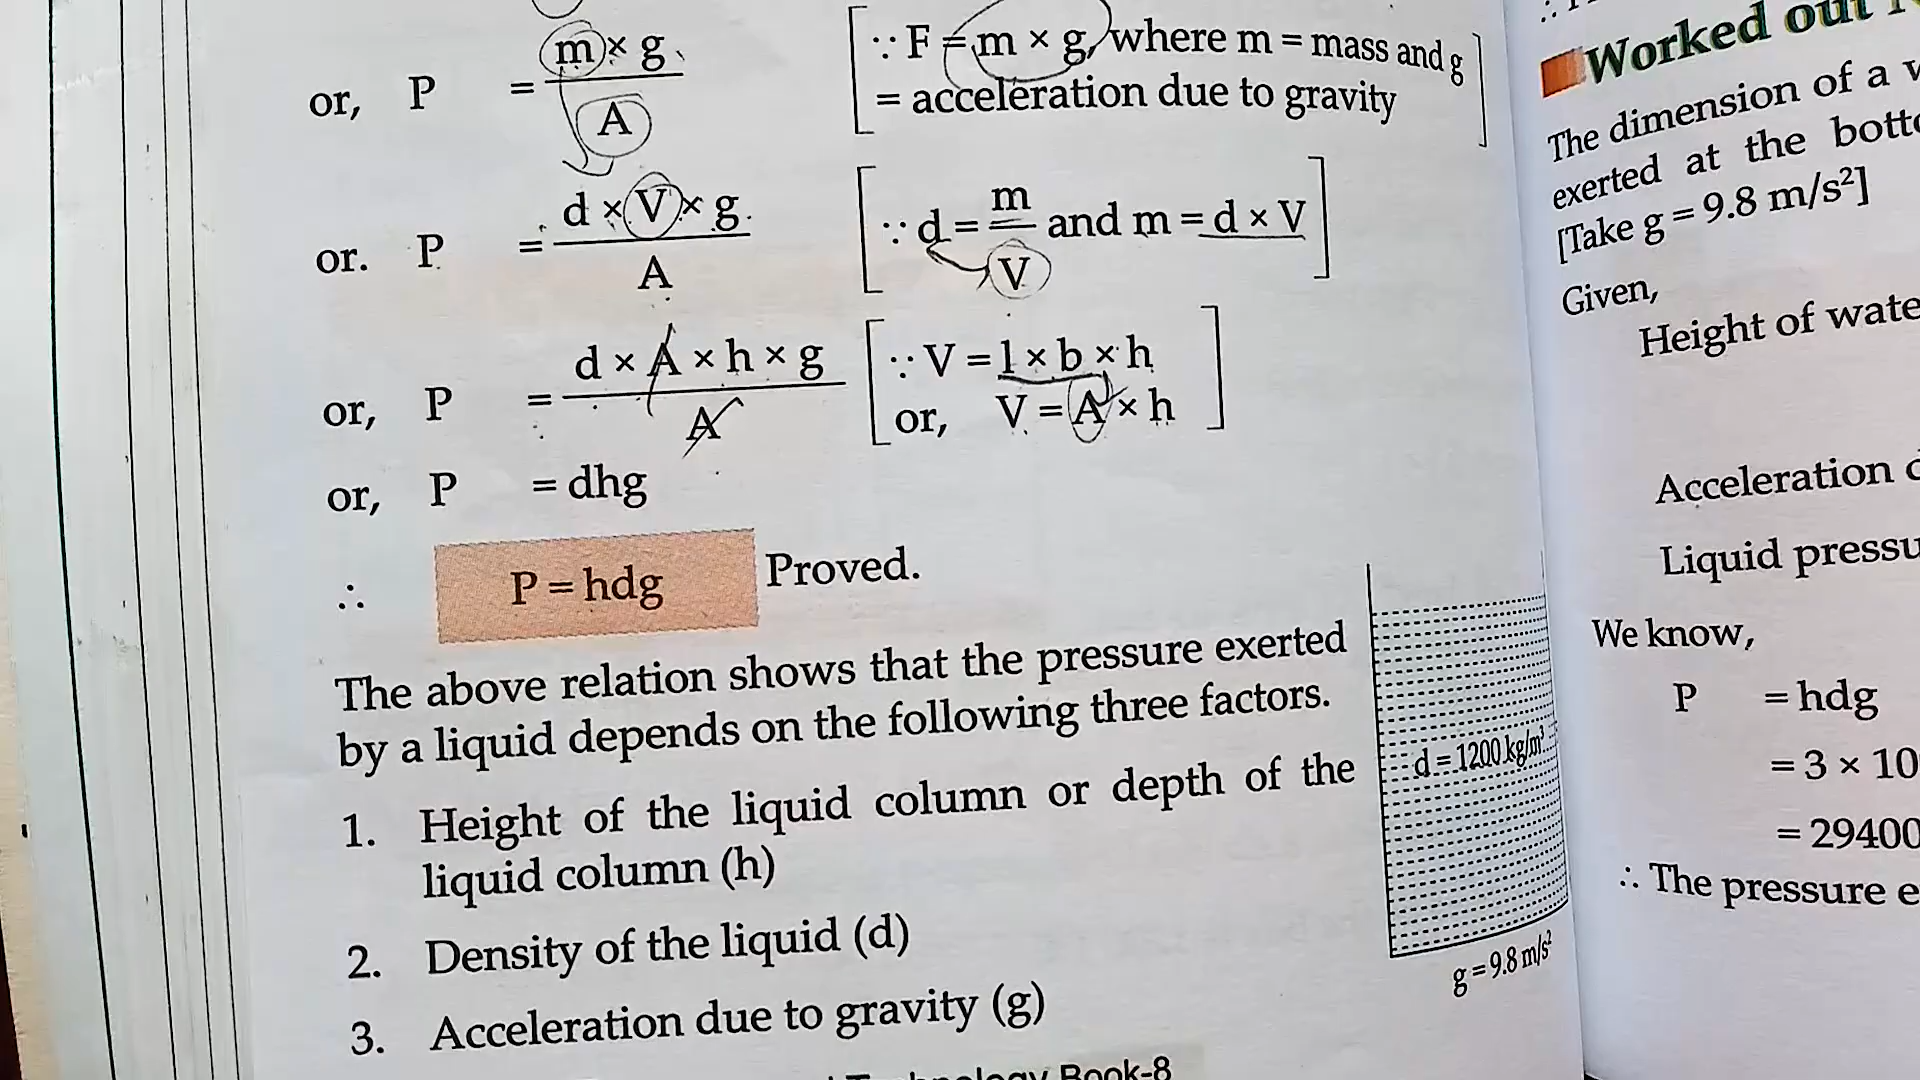 or, P = m × g / A [∵ F = m × g, where m = mass and g
= acceleration due to gravity]
or. P = d × V × g / A [∵ d = m / V and m = d × V]
or, P = d × A × h × g / A [∵ V = l × b × h
or, V = A × h]
or, P = dhg
∴ P = hdg Proved.
The above relation shows that the pressure exerted
by a liquid depends on the following three factors.
1. Height of the liquid column or depth of the
liquid column (h)
2. Density of the liquid (d)
3. Acceleration due to gravity (g)
d = 1200 kg/m³
g = 9.8 m/s²
Book-8
Worked out
The dimension of a
exerted at the
[Take g = 9.8 m/s²]
Given,
Height of
Acceleration
Liquid
We know,
P = hdg
= 3 × 10
= 29400
∴ The pressure